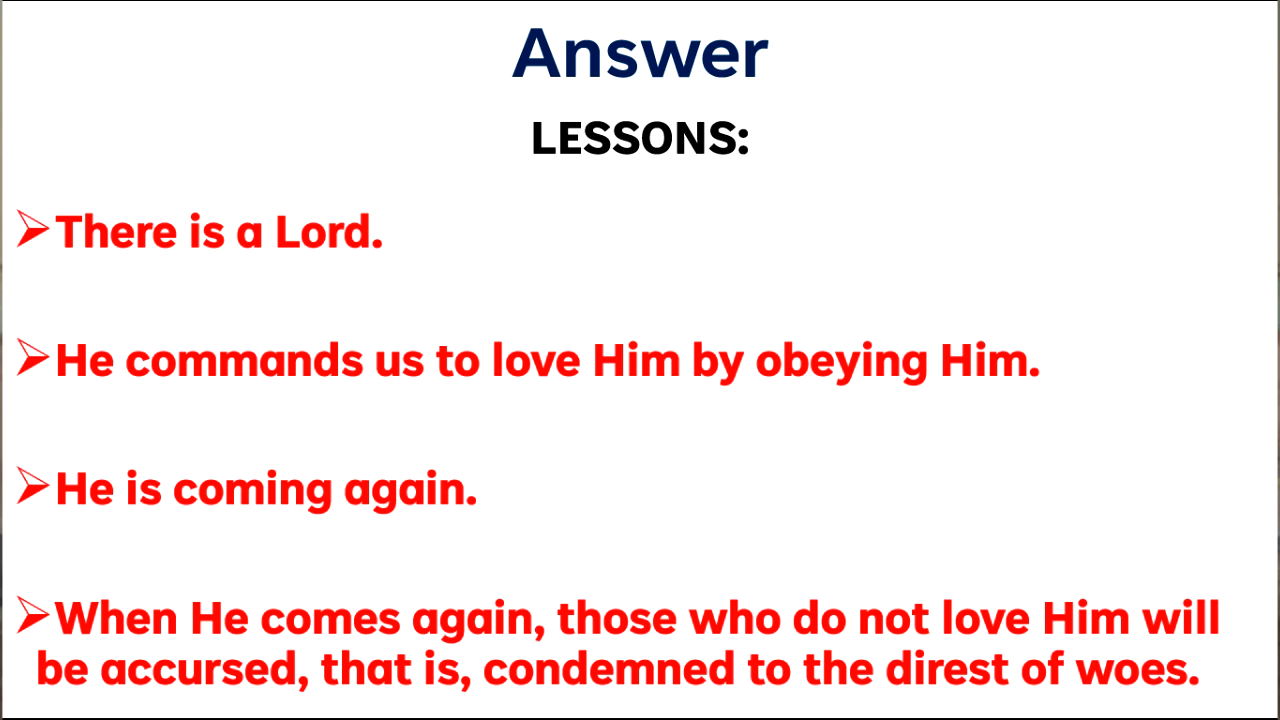 Answer
LESSONS:
➢There is a Lord.
➢He commands us to love Him by obeying Him.
➢He is coming again.
➢When He comes again, those who do not love Him will
be accursed, that is, condemned to the direst of woes.